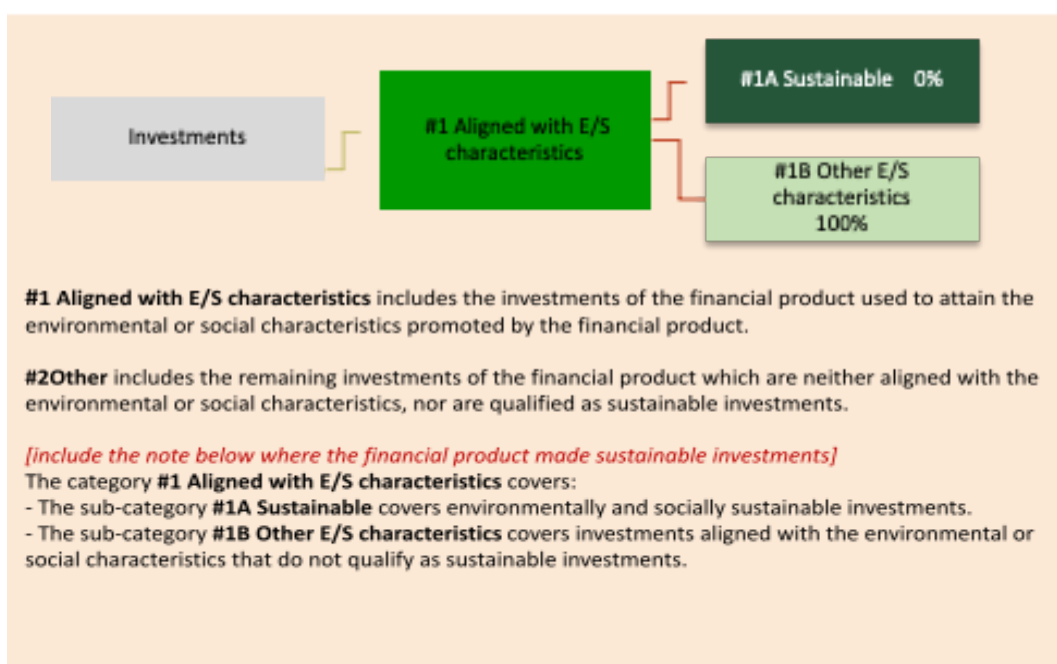 #1A Sustainable 0%
Investments
#1 Aligned with E/S
characteristics
#1B Other E/S
characteristics
100%
#1 Aligned with E/S characteristics includes the investments of the financial product used to attain the
environmental or social characteristics promoted by the financial product.
#2Other includes the remaining investments of the financial product which are neither aligned with the
environmental or social characteristics, nor are qualified as sustainable investments.
[include the note below where the financial product made sustainable investments]
The category #1 Aligned with E/S characteristics covers:
- The sub-category #1A Sustainable covers environmentally and socially sustainable investments.
- The sub-category #1B Other E/S characteristics covers investments aligned with the environmental or
social characteristics that do not qualify as sustainable investments.